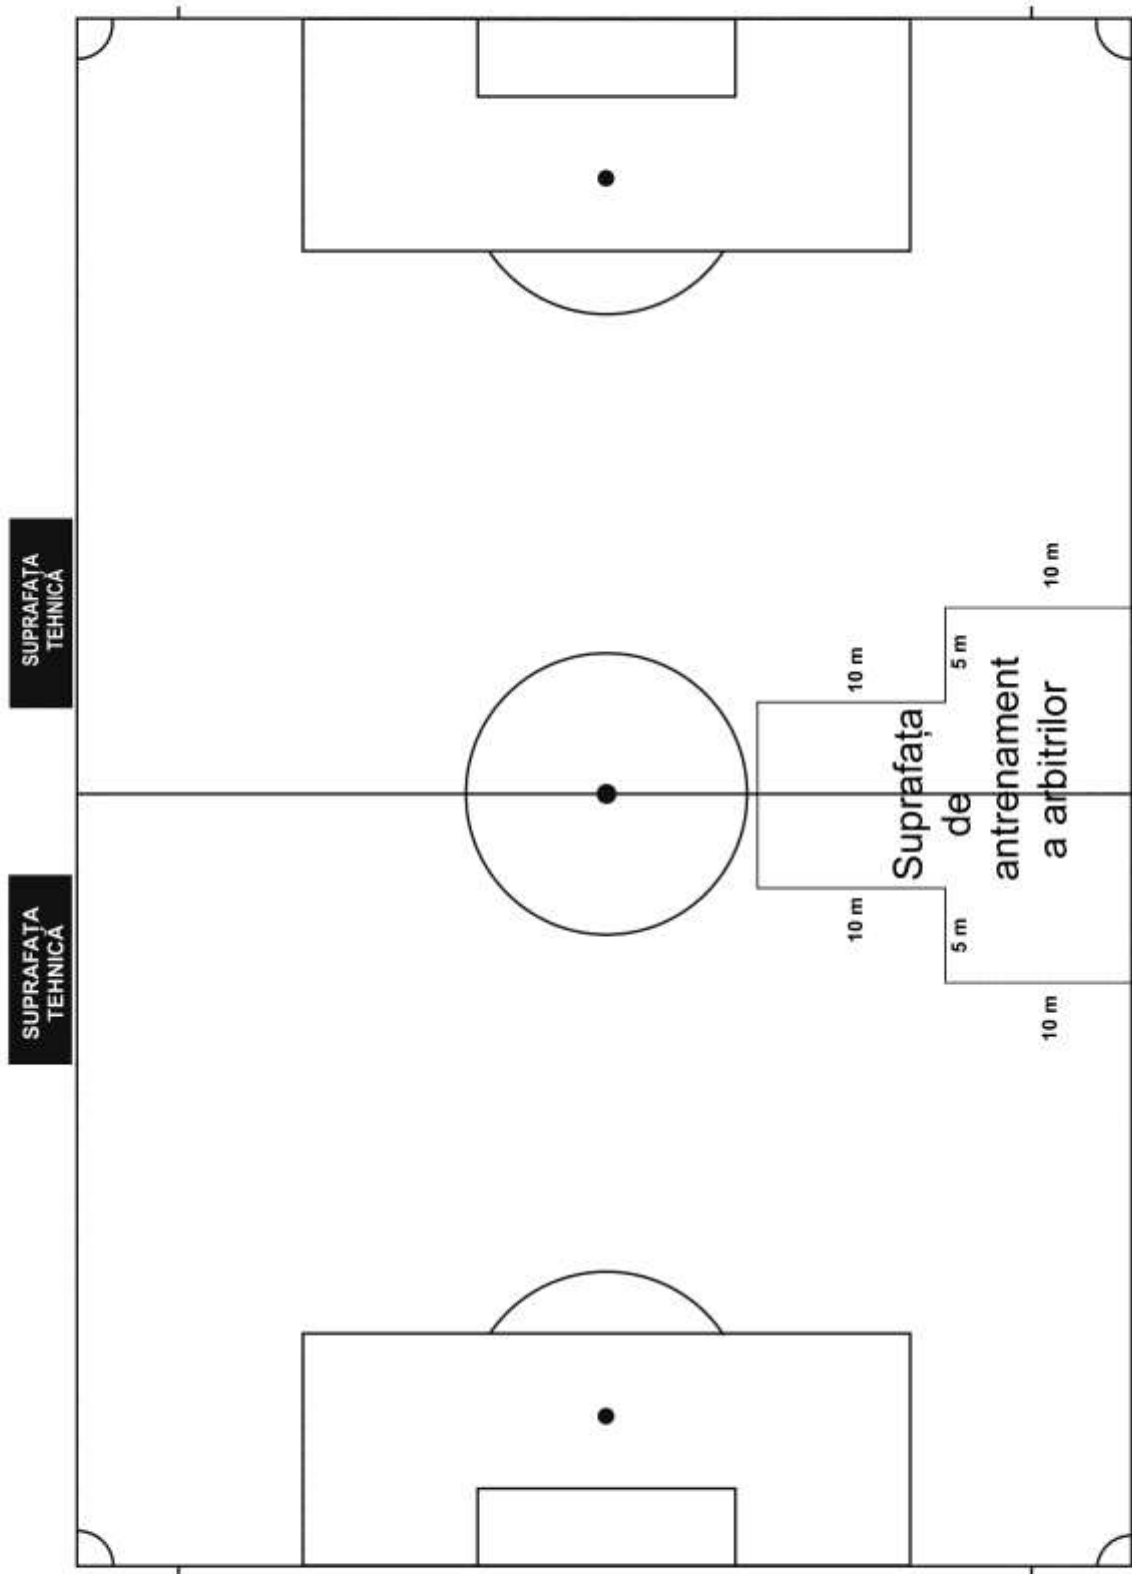 SUPRAFAȚA
TEHNICĂ
SUPRAFAȚA
TEHNICĂ
10 m
10 m
Suprafața
de
antrenament
a arbitrilor
5 m
5 m
10 m
10 m